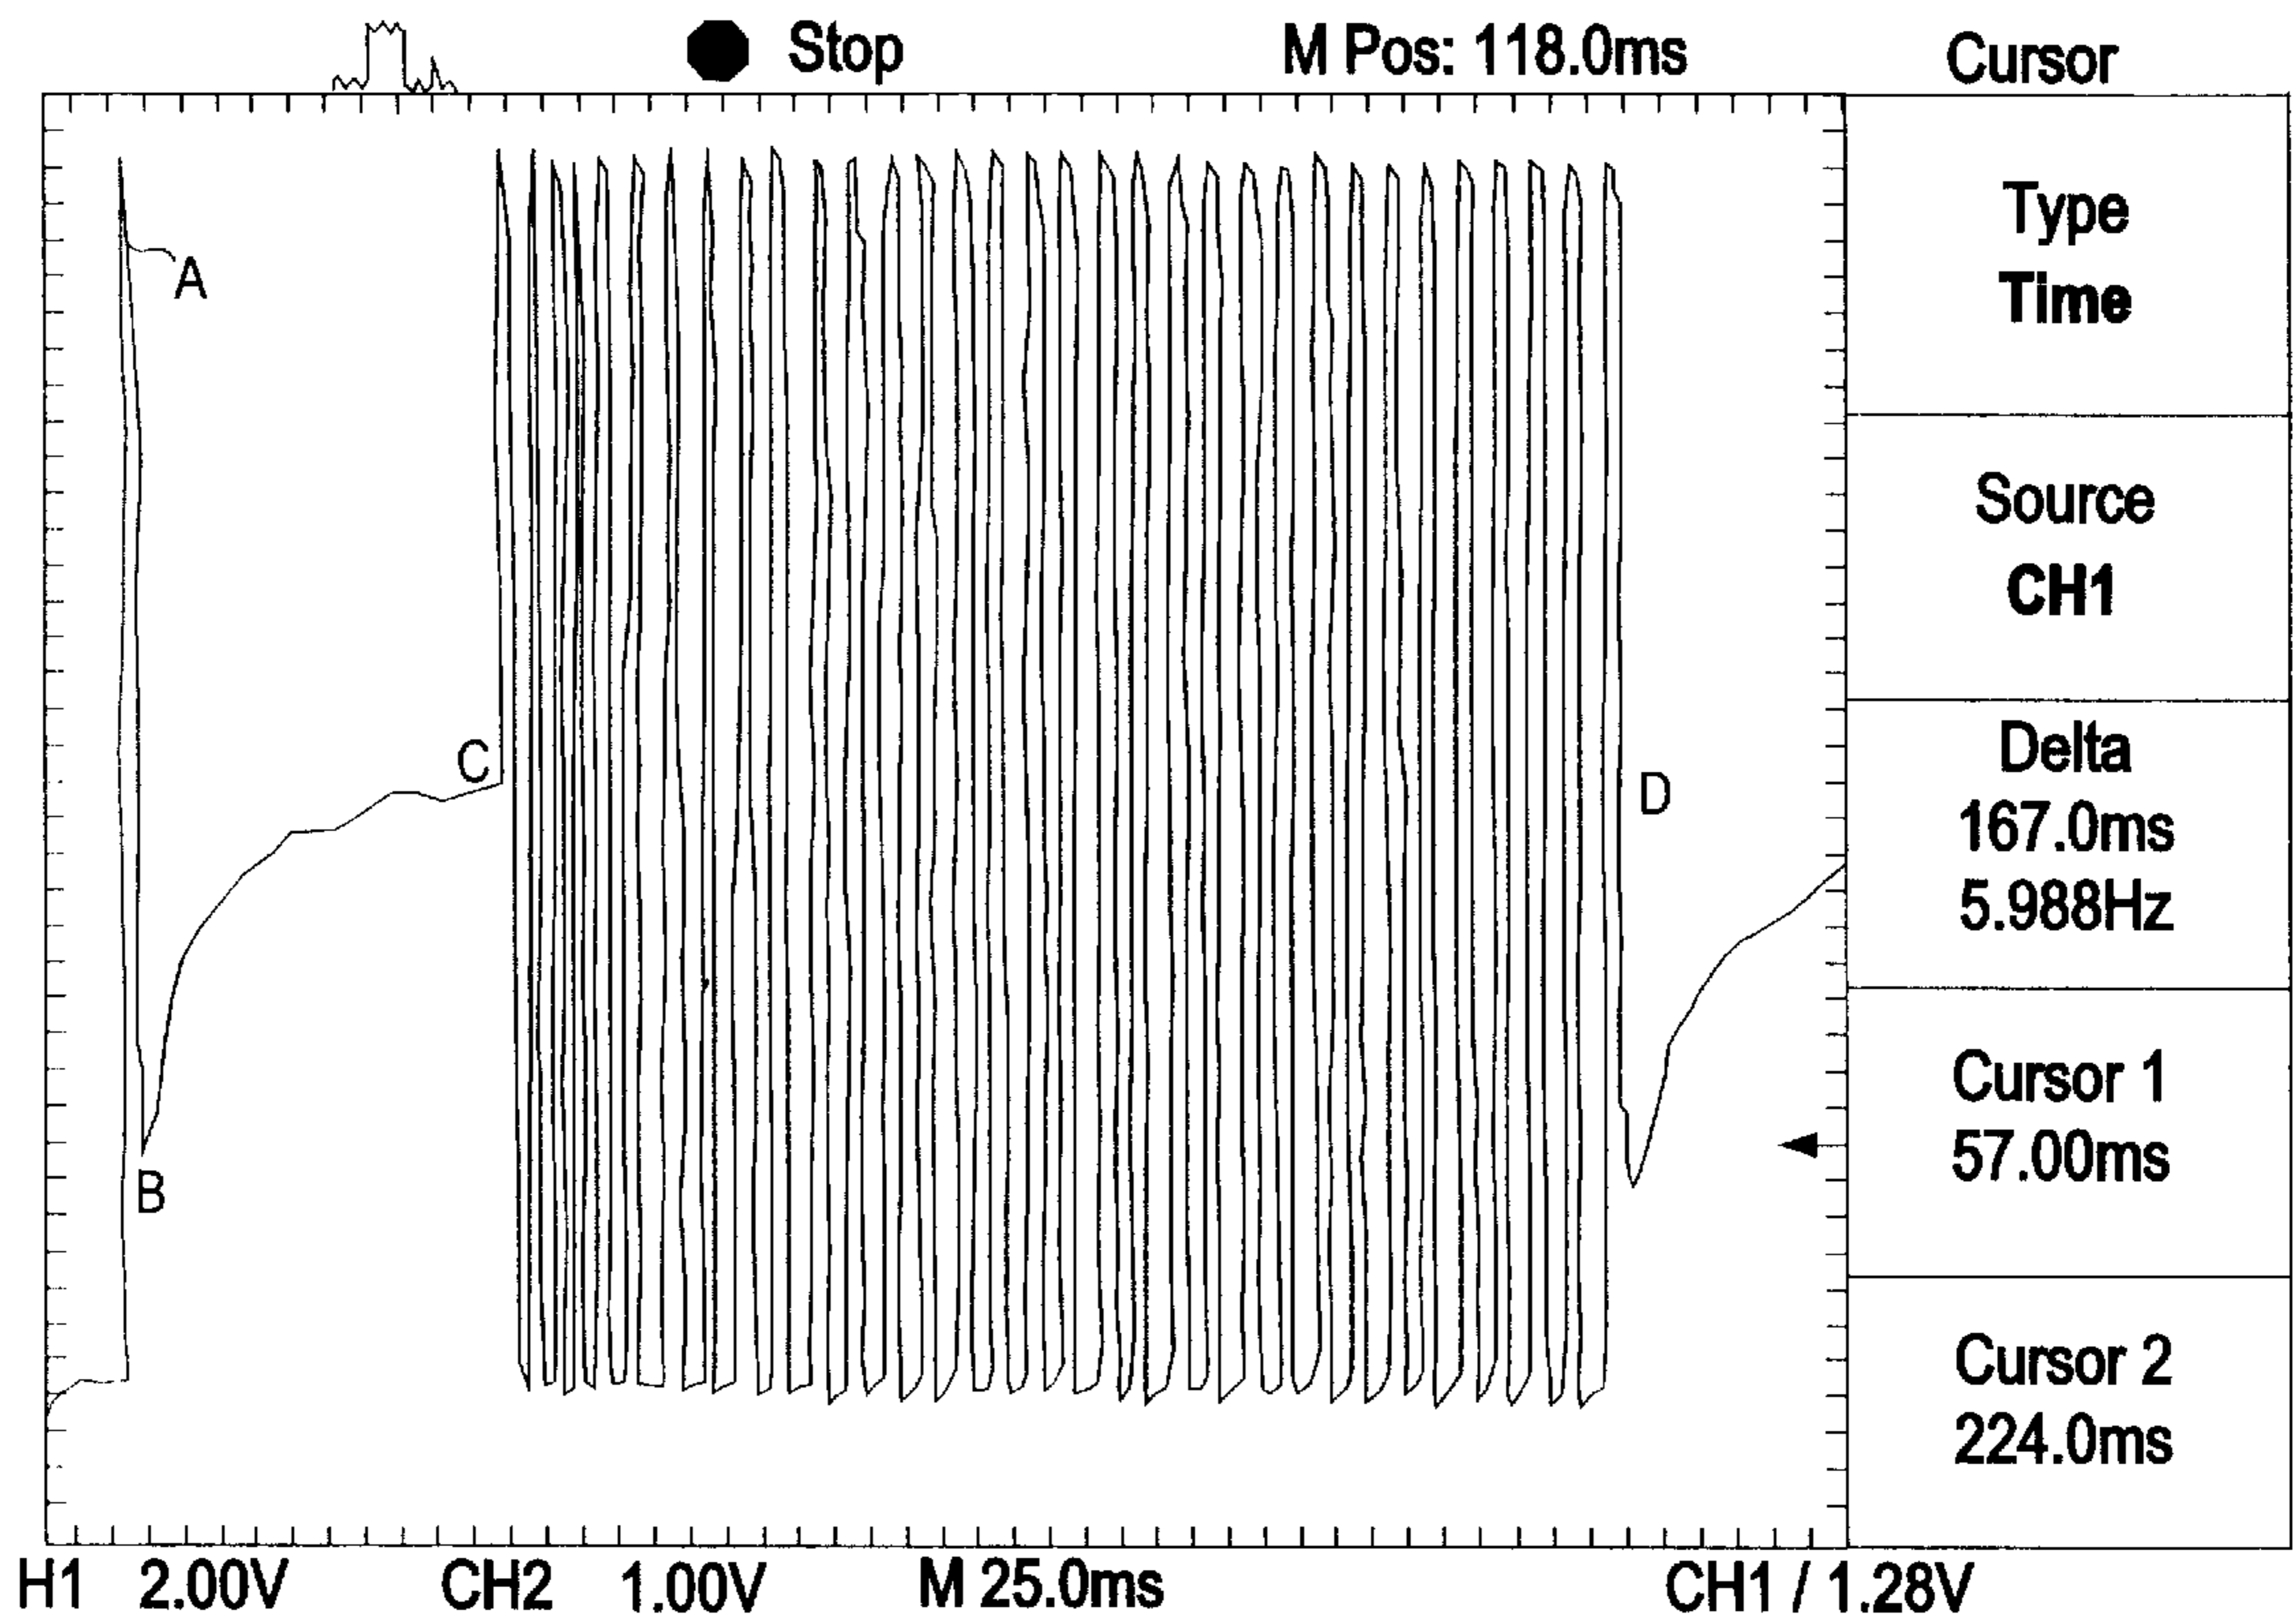 Stop
M Pos: 118.0ms
Cursor
Type
Time
A
Source
CH1
C
D
Delta
167.0ms
5.988Hz
B
Cursor 1
57.00ms
Cursor 2
224.0ms
H1 2.00V CH2 1.00V M 25.0ms CH1 / 1.28V